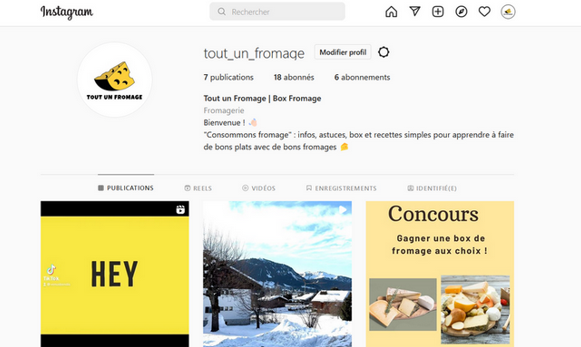 Instagram
Rechercher
tout_un_fromage
Modifier profil
7 publications 18 abonnés 6 abonnements
TOUT UN FROMAGE
Tout un Fromage | Box Fromage
Fromagerie
Bienvenue !
"Consommons fromage" : infos, astuces, box et recettes simples pour apprendre à faire
de bons plats avec de bons fromages
PUBLICATIONS REELS VIDÉOS ENREGISTREMENTS IDENTIFIÉ(E)
HEY
Concours
Gagner une box de
fromage aux choix !